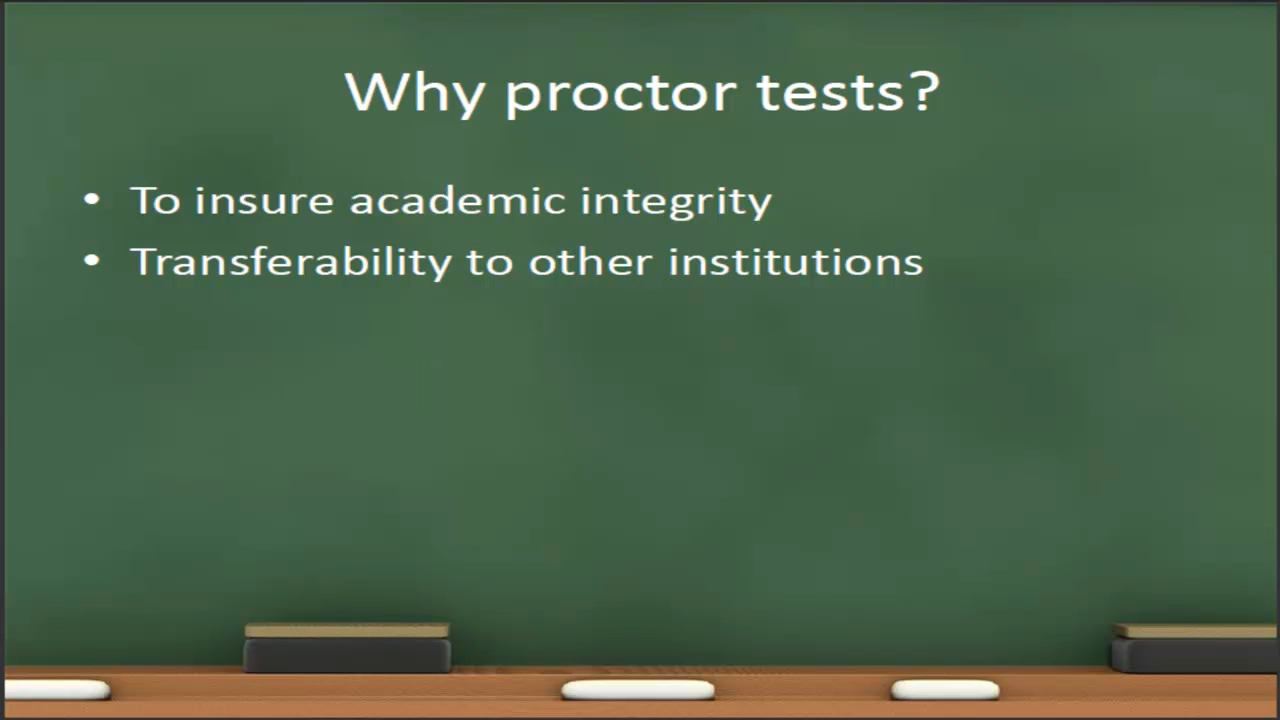 Why proctor tests?
• To insure academic integrity
• Transferability to other institutions